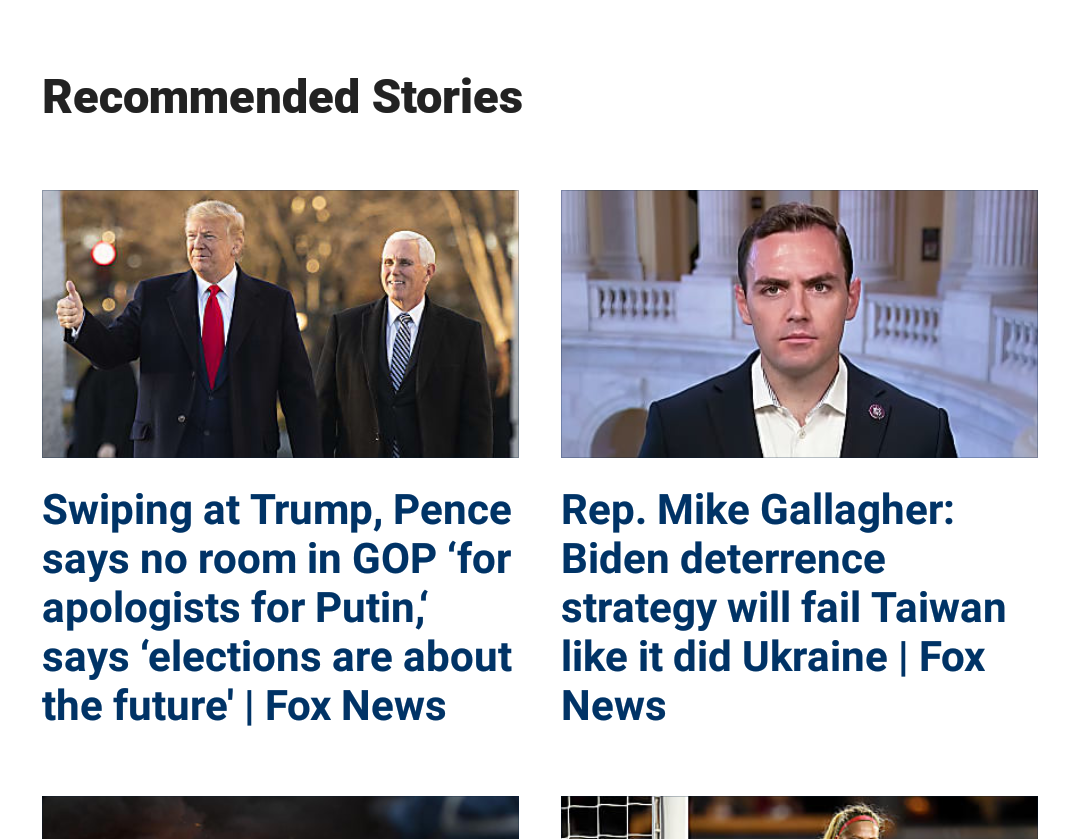 Recommended Stories
Swiping at Trump, Pence
says no room in GOP ‘for
apologists for Putin,‘
says ‘elections are about
the future' | Fox News
Rep. Mike Gallagher:
Biden deterrence
strategy will fail Taiwan
like it did Ukraine | Fox
News